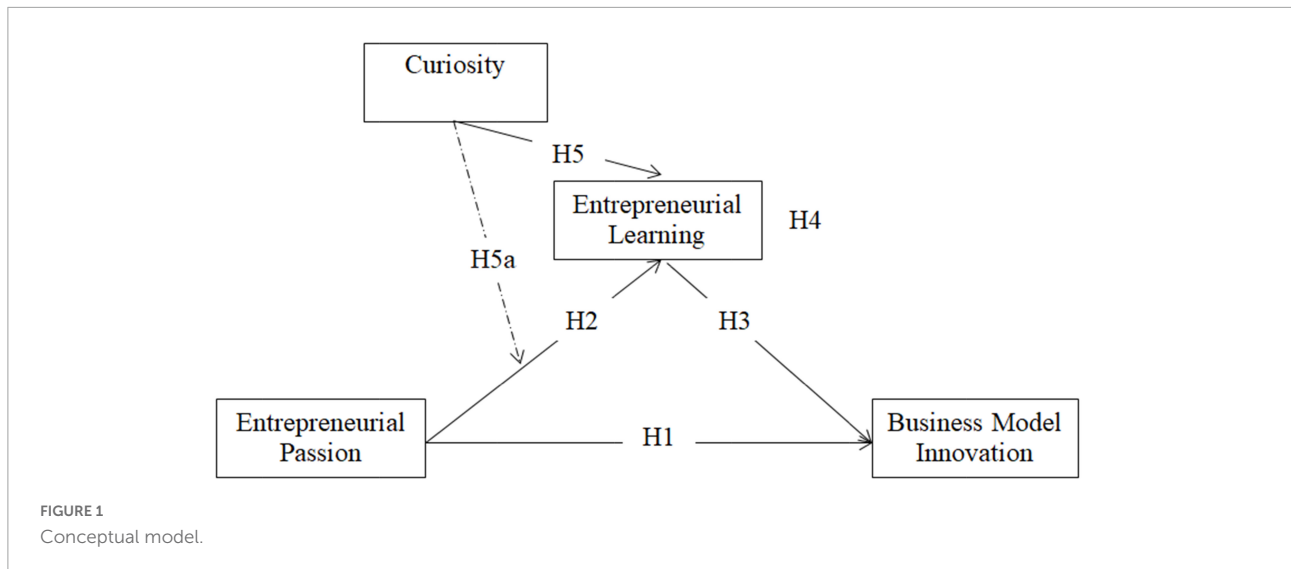 Curiosity
H5
Entrepreneurial
Learning
H4
H5a
H2
H3
Entrepreneurial
Passion
H1
Business Model
Innovation
FIGURE 1
Conceptual model.